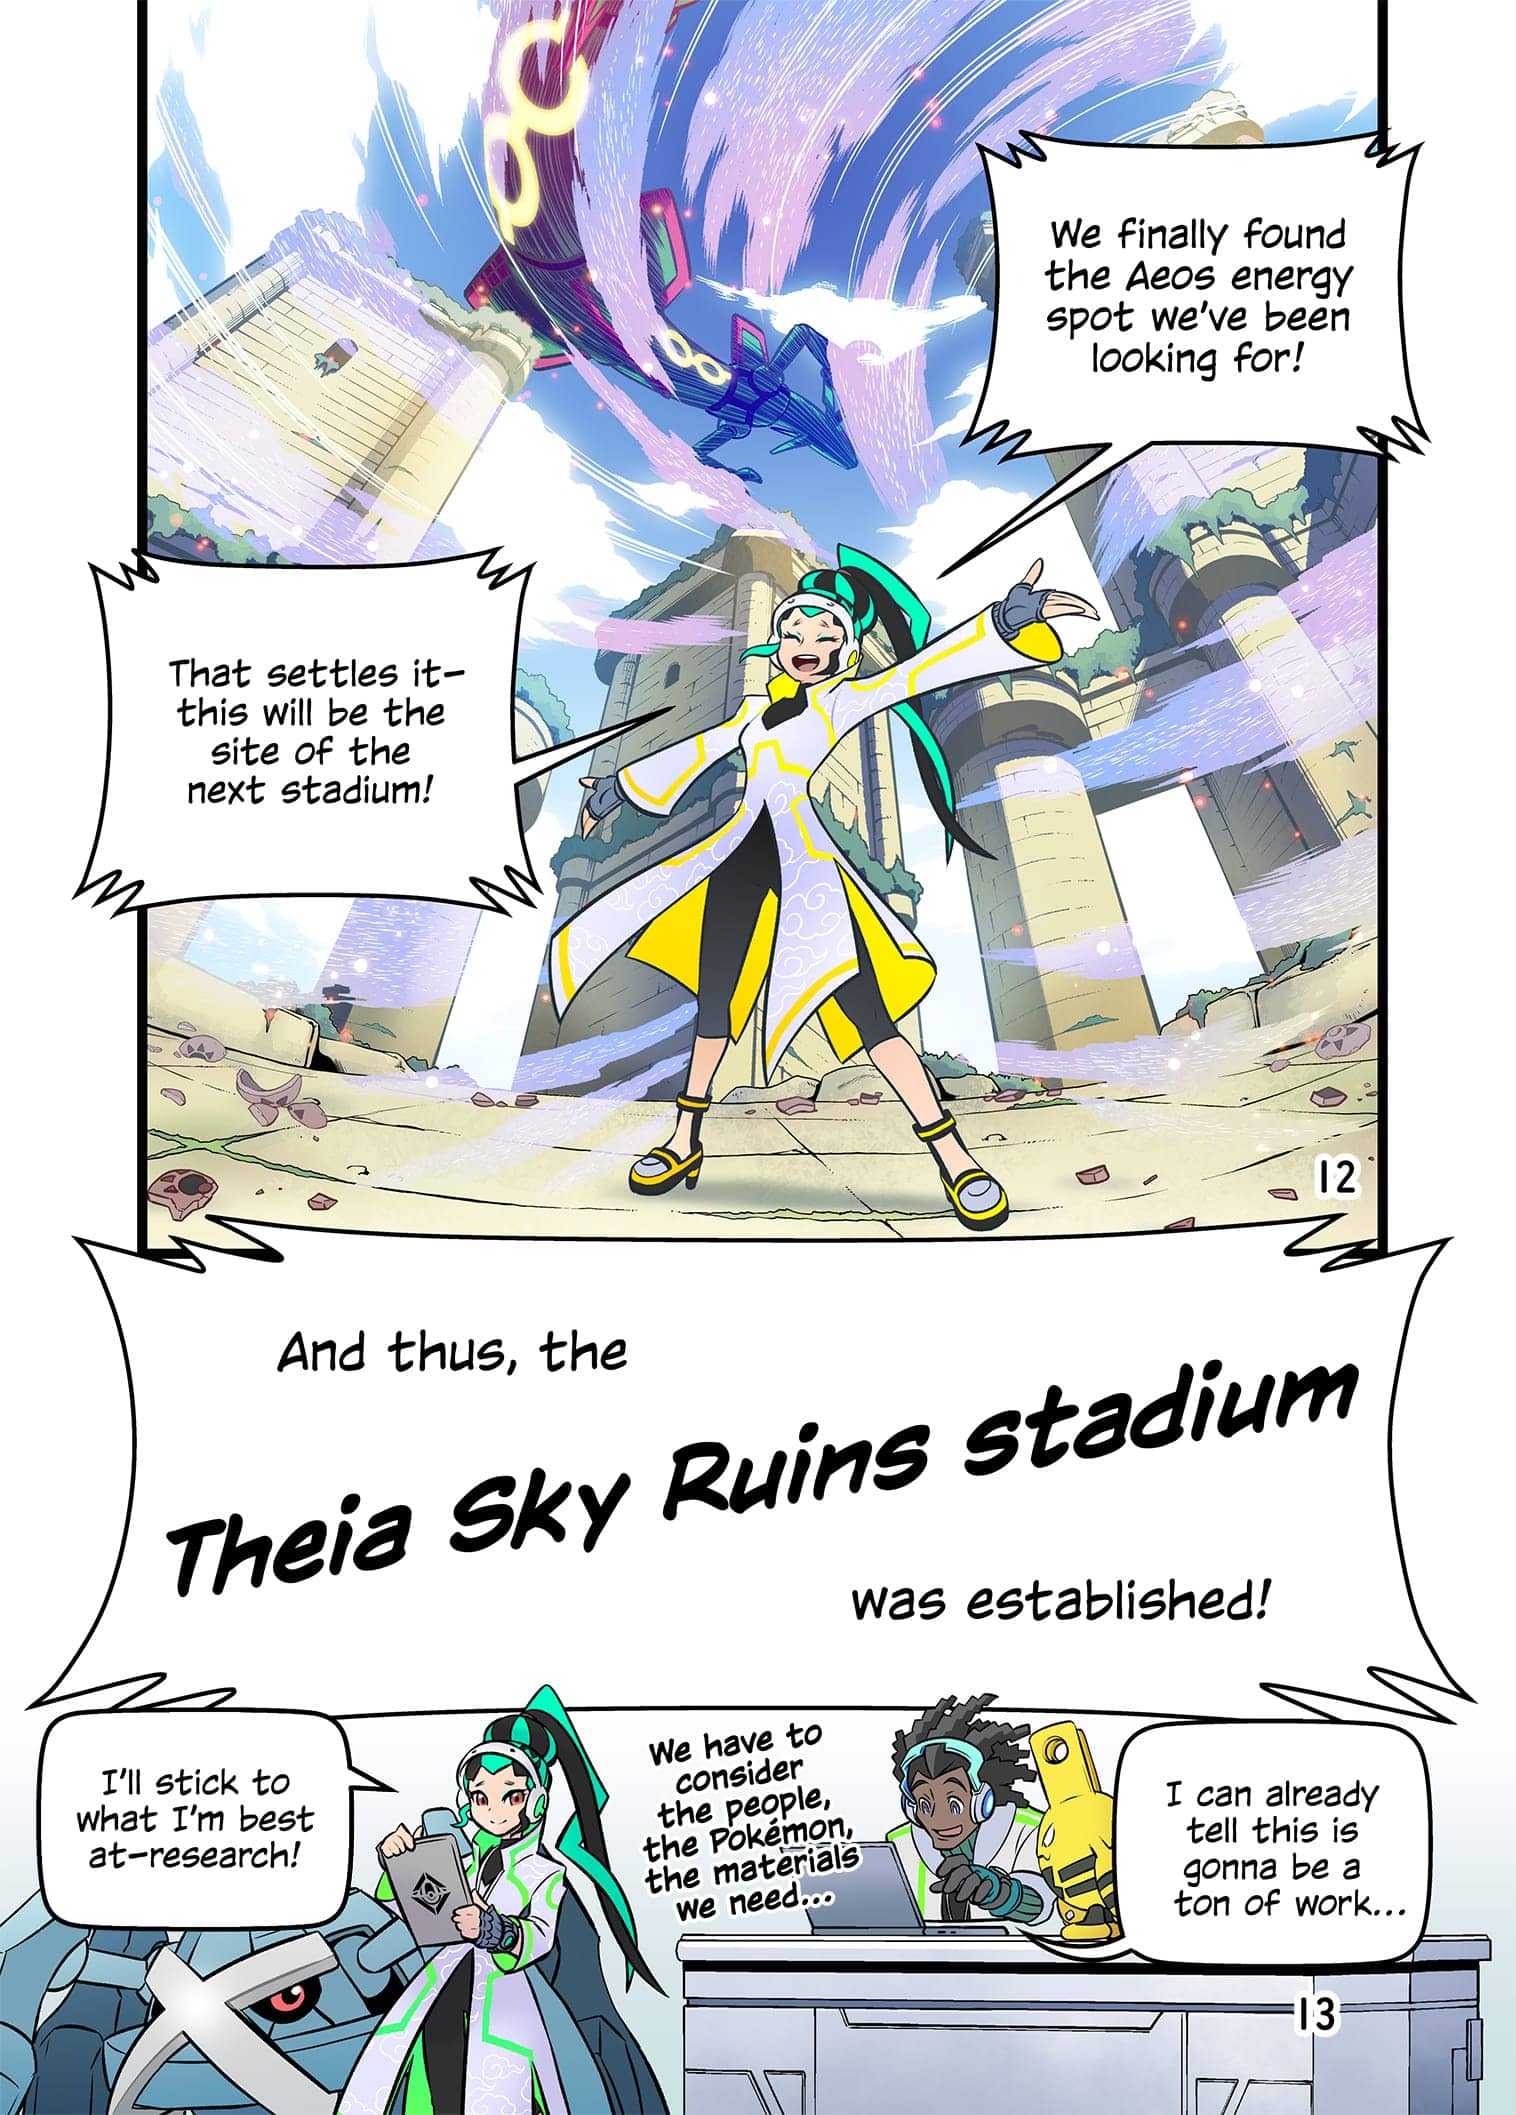 We finally found
the Aeos energy
spot we've been
looking for!
That settles it-
this will be the
site of the
next stadium!
12
And thus, the
Theia Sky Ruins stadium
was established!
I'll stick to
what I'm best
at-research!
We have to
consider
the people,
the Pokémon,
the materials
we need...
I can already
tell this is
gonna be a
ton of work...
13